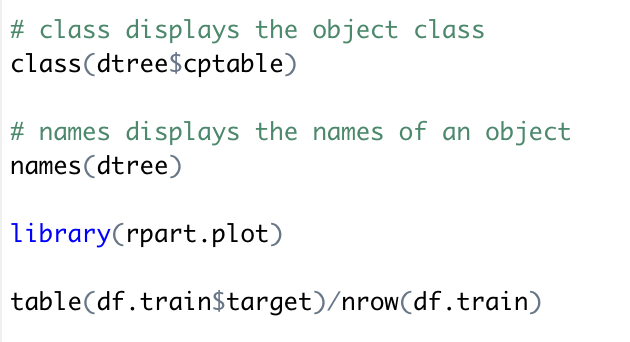 # class displays the object class
class(dtree$cptable)
# names displays the names of an object
names(dtree)
library(rpart.plot)
table(df.train$target)/nrow(df.train)